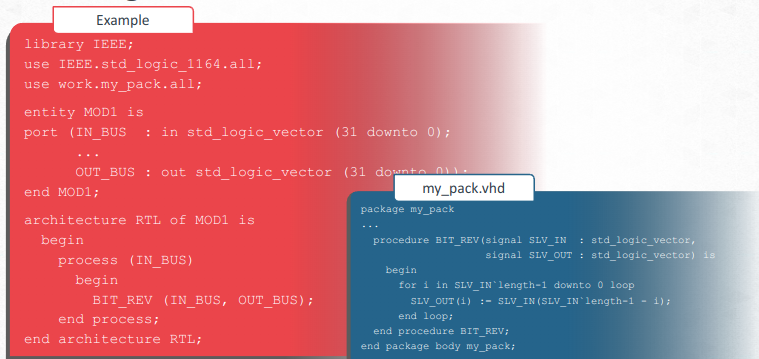 Example
library IEEE;
use IEEE.std_logic_1164.all;
use work.my_pack.all;
entity MOD1 is
port (IN_BUS  : in std_logic_vector (31 downto 0);
      ...
      OUT_BUS : out std_logic_vector (31 downto 0));
end MOD1;
architecture RTL of MOD1 is
  begin
    process (IN_BUS)
      begin
        BIT_REV (IN_BUS, OUT_BUS);
    end process;
end architecture RTL;
my_pack.vhd
package my_pack
...
  procedure BIT_REV(signal SLV_IN  : std_logic_vector,
                    signal SLV_OUT : std_logic_vector) is
    begin
      for i in SLV_IN`length-1 downto 0 loop
        SLV_OUT(i) := SLV_IN(SLV_IN`length-1 - i);
      end loop;
  end procedure BIT_REV;
end package body my_pack;